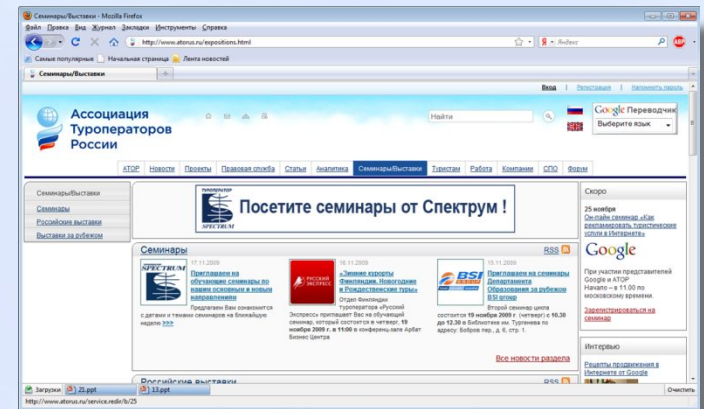 Семинары/Выставки - Mozilla Firefox
Файл Правка Вид Журнал Закладки Инструменты Справка
http://www.atorus.ru/expositions.html
Яндекс
ABP
Самые популярные Начальная страница Лента новостей
Семинары/Выставки
Вход | Регистрация | Напомнить пароль
Ассоциация
Туроператоров
России
Найти
Google Переводчик
Выберите язык
АТОР Новости Проекты Правовая служба Статьи Аналитика Семинары/Выставки Туристам Работа Компании СПО Форум
Семинары/Выставки
Семинары
Российские выставки
Выставки за рубежом
ТУРОПЕРАТОР
SPECTRUM
Посетите семинары от Спектрум !
Скоро
25 ноября
Он-лайн семинар «Как
рекламировать туристические
услуги в Интернете»
Google
При участии представителей
Google и АТОР
Начало – в 11.00 по
московскому времени.
Зарегистрироваться на
семинар
Интервью
Рецепты продвижения в
Интернете от Google
Семинары
RSS
17.11.2009
SPECTRUM
Приглашаем на
обучающие семинары по
нашим основным и новым
направлениям
Предлагаем Вам ознакомится
с датами и темами семинаров на ближайшую
неделю >>>
16.11.2009
РУССКИЙ
ЭКСПРЕСС
«Зимние курорты
Финляндии. Новогодние
и Рождественские туры»
Отдел Финляндии
туроператора «Русский
Экспресс» приглашает Вас на обучающий
семинар, который состоится в четверг, 19
ноября 2009 г. в 11:00 в конференц-зале Арбат
Бизнес Центра
15.11.2009
BSI
GROUP
Приглашаем на семинары
Департамента
Образования за рубежом
BSI group
Второй семинар цикла
состоится 19 ноября 2009 г. (четверг) с 10.30
до 12.30 в Библиотеке им. Тургенева по
адресу: Бобров пер., д. 6, стр. 1.
Все новости раздела
Российские выставки
RSS
Загрузки 21.ppt 13.ppt
Очистить
http://www.atorus.ru/service.redir/b/25